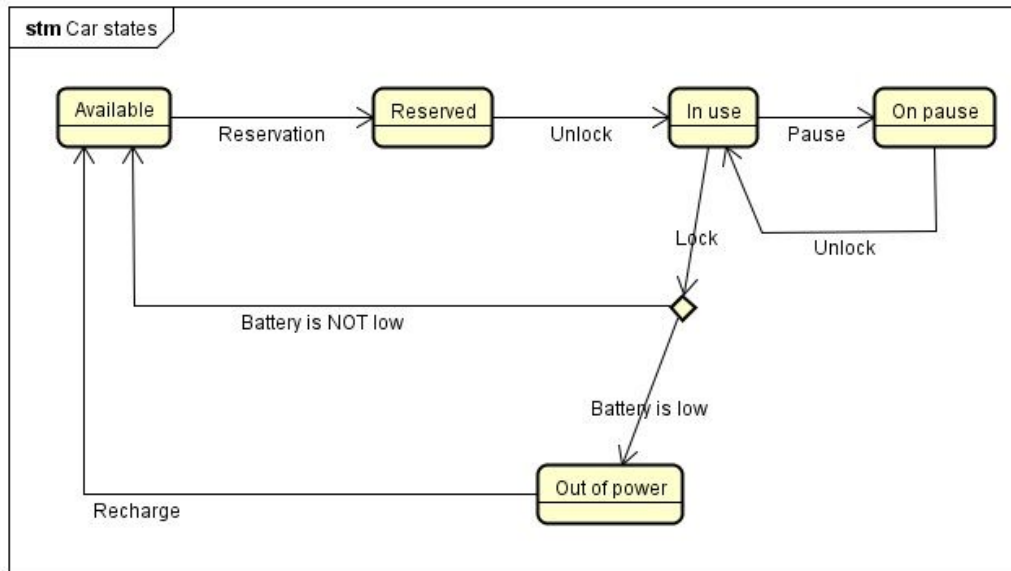 stm Car states
Available
Reserved
In use
On pause
Reservation
Unlock
Pause
Lock
Unlock
Battery is NOT low
Battery is low
Out of power
Recharge